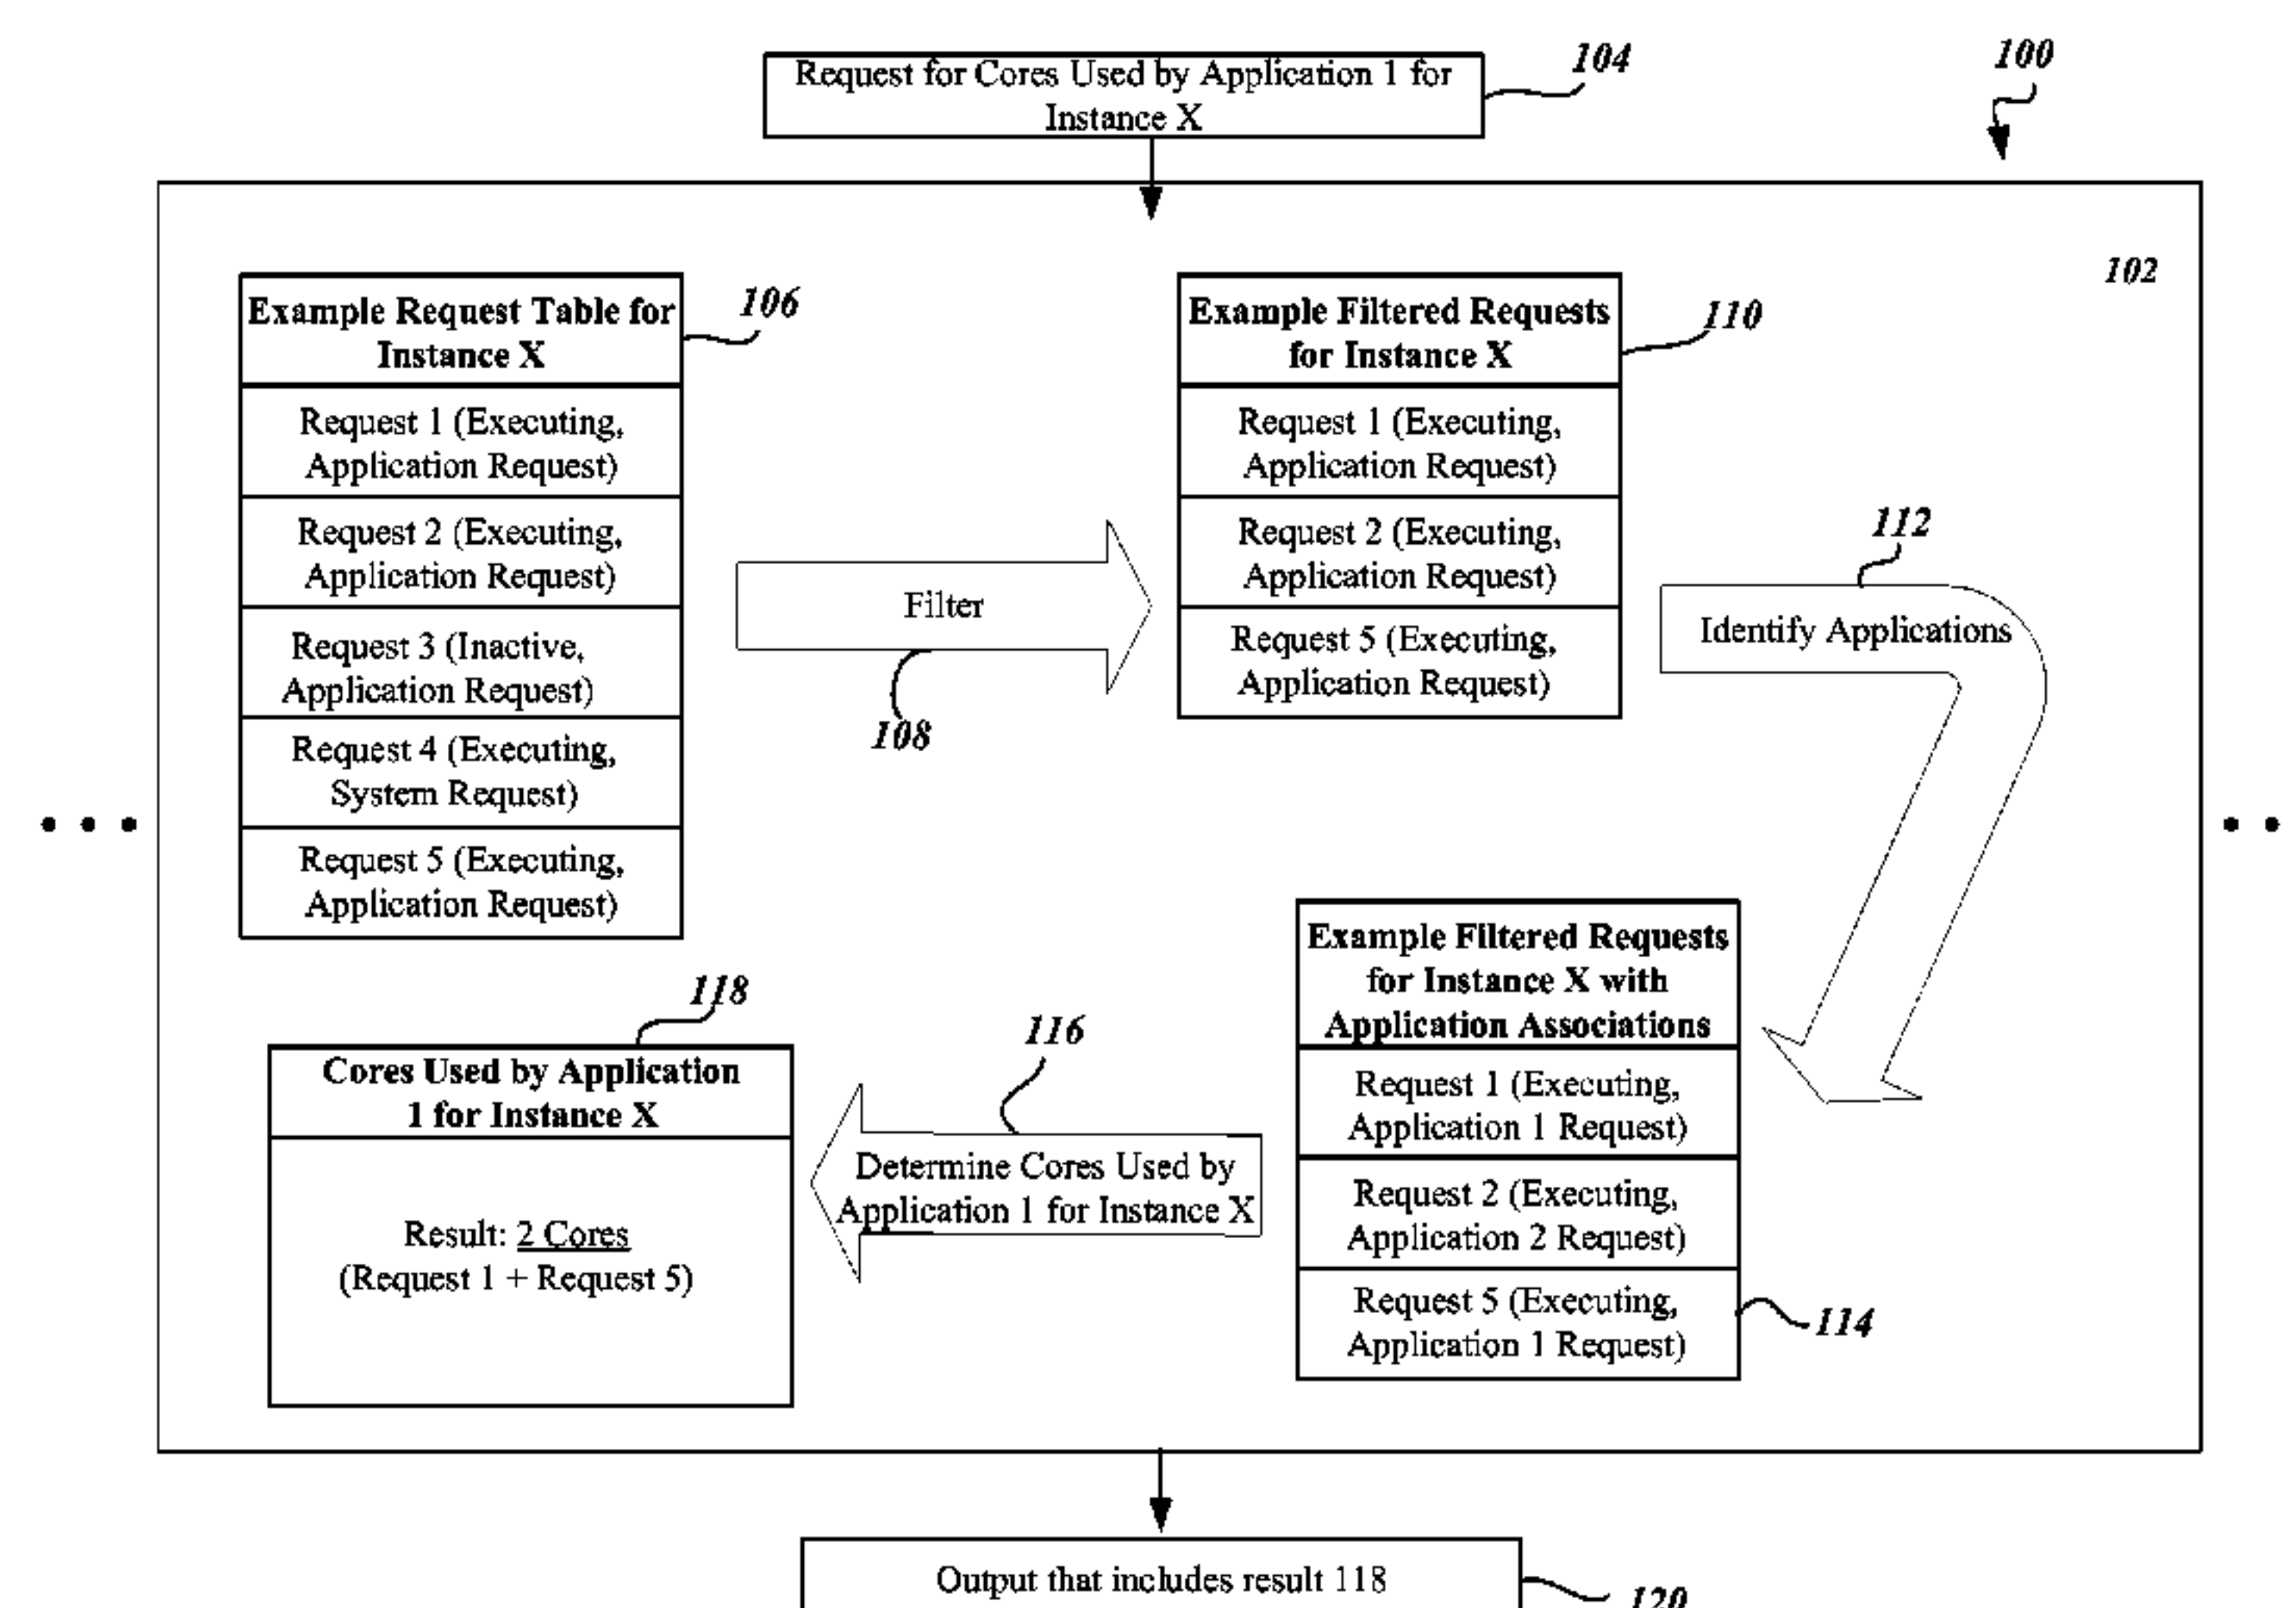 Request for Cores Used by Application 1 for
Instance X
104
100
102
Example Request Table for
Instance X
106
Request 1 (Executing,
Application Request)
Request 2 (Executing,
Application Request)
Request 3 (Inactive,
Application Request)
Request 4 (Executing,
System Request)
Request 5 (Executing,
Application Request)
Filter
108
Example Filtered Requests
for Instance X
110
Request 1 (Executing,
Application Request)
Request 2 (Executing,
Application Request)
Request 5 (Executing,
Application Request)
112
Identify Applications
Example Filtered Requests
for Instance X with
Application Associations
Request 1 (Executing,
Application 1 Request)
Request 2 (Executing,
Application 2 Request)
Request 5 (Executing,
Application 1 Request)
114
116
Determine Cores Used by
Application 1 for Instance X
118
Cores Used by Application
1 for Instance X
Result: 2 Cores
(Request 1 + Request 5)
Output that includes result 118
120